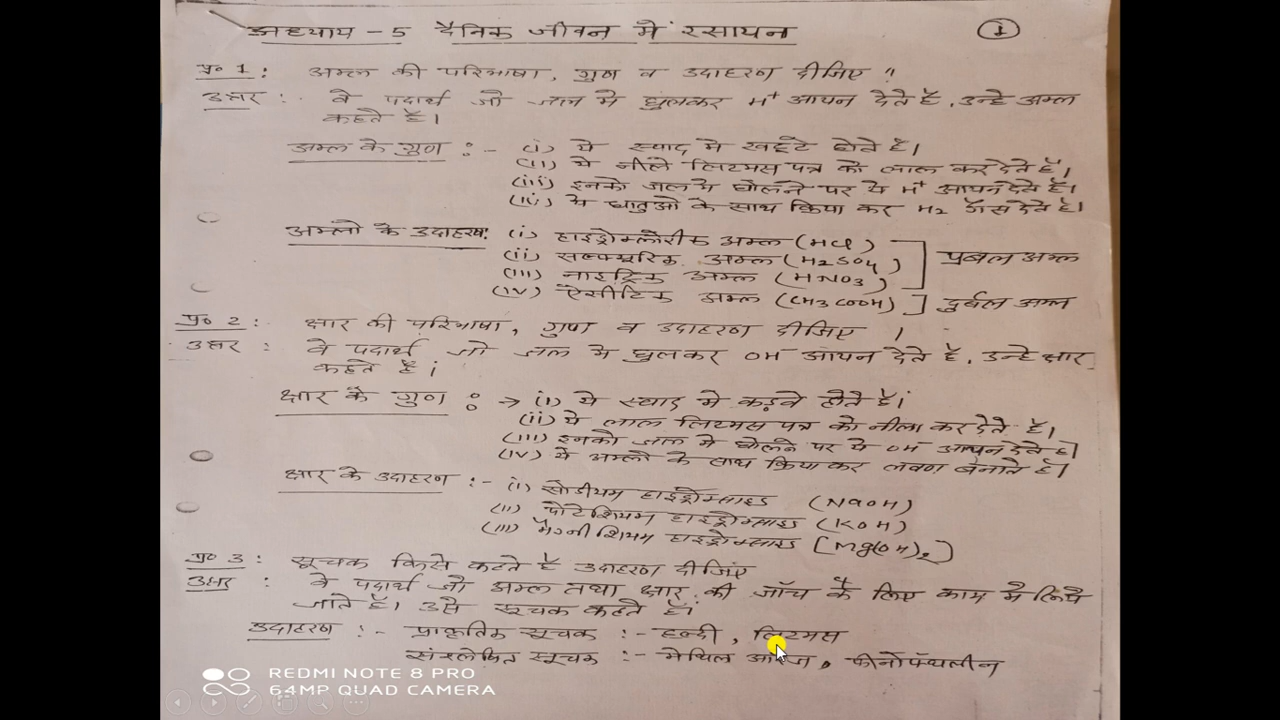 अध्याय - 5 दैनिक जीवन में रसायन
1
प्र० 1 : अम्ल की परिभाषा, गुण व उदाहरण दीजिए ॥
उत्तर : वे पदार्थ जो जल में घुलकर H⁺ आयन देते है, उन्हे अम्ल
कहते है।
अम्ल के गुण :- (i) ये स्वाद में खट्टे होते है।
(ii) ये नीले लिटमस पत्र को लाल कर देते है।
(iii) इनको जल में घोलने पर ये H⁺ आयन देते है।
(iv) ये धातुओ के साथ क्रिया कर H2 गैस देते है।
अम्लो के उदाहरण: (i) हाइड्रोक्लोरीक अम्ल (HCl)
(ii) सल्फ्यूरिक अम्ल (H2SO4)
(iii) नाइट्रिक अम्ल (HNO3)
प्रबल अम्ल
(iv) ऐसीटिक अम्ल (CH3COOH) ] दुर्बल अम्ल
प्र० 2 : क्षार की परिभाषा, गुण व उदाहरण दीजिए ।
उत्तर : वे पदार्थ जो जल में घुलकर OH⁻ आयन देते है, उन्हे क्षार
कहते है।
क्षार के गुण : → (i) ये स्वाद में कड़वे होते है।
(ii) ये लाल लिटमस पत्र को नीला कर देते है।
(iii) इनको जल में घोलने पर ये OH⁻ आयन देते है]
(iv) ये अम्लो के साथ क्रिया कर लवण बनाते है।
क्षार के उदाहरण :- (i) सोडीयम हाइड्रोक्साइड (NaOH)
(ii) पोटेशियम हाइड्रोक्साइड (KOH)
(iii) मैग्नीशियम हाइड्रोक्साइड [Mg(OH)2]
प्र० 3 : सूचक किसे कहते है उदाहरण दीजिए
उत्तर : वे पदार्थ जो अम्ल तथा क्षार की जाँच के लिए काम में लिये
जाते है। उसे सूचक कहते है।
उदाहरण :- प्राकृतिक सूचक :- हल्दी, लिटमस
संश्लेषित सूचक :- मेथिल ऑरेंज, फीनोफ्थलीन
REDMI NOTE 8 PRO
64MP QUAD CAMERA